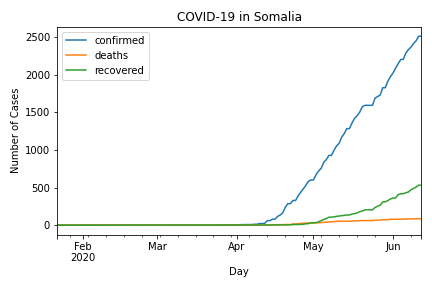 COVID-19 in Somalia
confirmed
deaths
recovered
2500
2000
1500
1000
500
0
Number of Cases
Feb Mar Apr May Jun
2020
Day